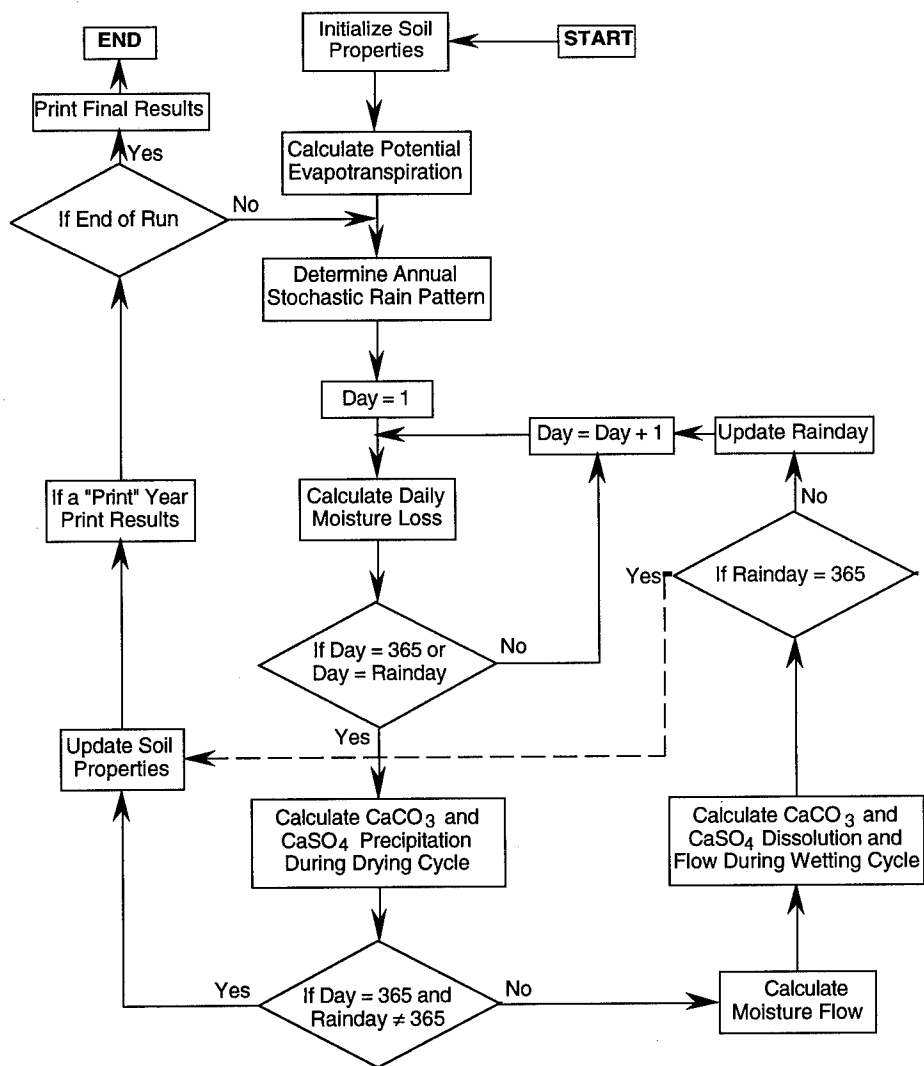 START
Initialize Soil
Properties
Calculate Potential
Evapotranspiration
Determine Annual
Stochastic Rain Pattern
Day = 1
Calculate Daily
Moisture Loss
If Day = 365 or
Day = Rainday
No
Day = Day + 1
Yes
Calculate CaCO3 and
CaSO4 Precipitation
During Drying Cycle
If Day = 365 and
Rainday ≠ 365
No
Calculate
Moisture Flow
Calculate CaCO3 and
CaSO4 Dissolution and
Flow During Wetting Cycle
If Rainday = 365
No
Update Rainday
Yes
Yes
Update Soil
Properties
If a "Print" Year
Print Results
If End of Run
No
Yes
Print Final Results
END